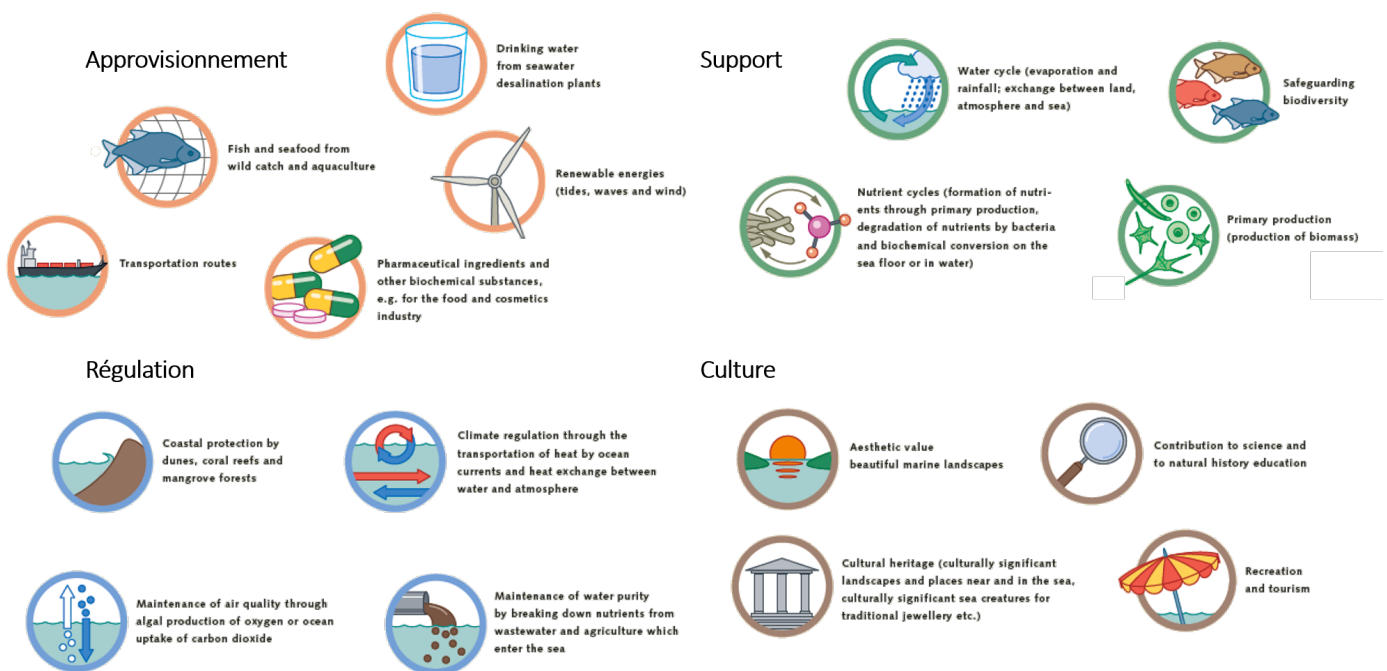 Approvisionnement
Drinking water
from seawater
desalination plants
Fish and seafood from
wild catch and aquaculture
Renewable energies
(tides, waves and wind)
Transportation routes
Pharmaceutical ingredients and
other biochemical substances,
e.g. for the food and cosmetics
industry
Support
Water cycle (evaporation and
rainfall; exchange between land,
atmosphere and sea)
Safeguarding
biodiversity
Nutrient cycles (formation of nutri-
ents through primary production,
degradation of nutrients by bacteria
and biochemical conversion on the
sea floor or in water)
Primary production
(production of biomass)
Régulation
Coastal protection by
dunes, coral reefs and
mangrove forests
Climate regulation through the
transportation of heat by ocean
currents and heat exchange between
water and atmosphere
Maintenance of air quality through
algal production of oxygen or ocean
uptake of carbon dioxide
Maintenance of water purity
by breaking down nutrients from
wastewater and agriculture which
enter the sea
Culture
Aesthetic value
beautiful marine landscapes
Contribution to science and
to natural history education
Cultural heritage (culturally significant
landscapes and places near and in the sea,
culturally significant sea creatures for
traditional jewellery etc.)
Recreation
and tourism